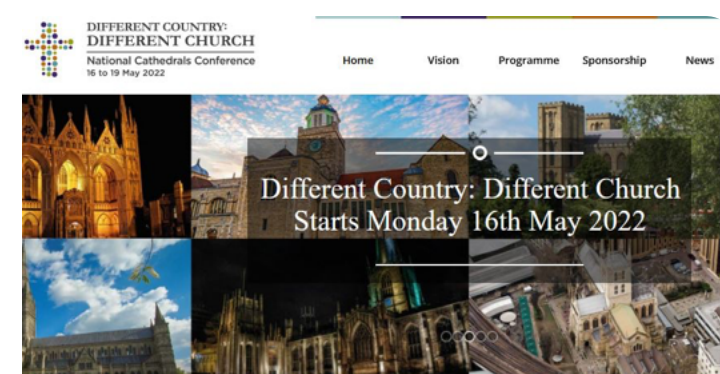 DIFFERENT COUNTRY:
DIFFERENT CHURCH
National Cathedrals Conference
16 to 19 May 2022
Home Vision Programme Sponsorship News
Different Country: Different Church
Starts Monday 16th May 2022